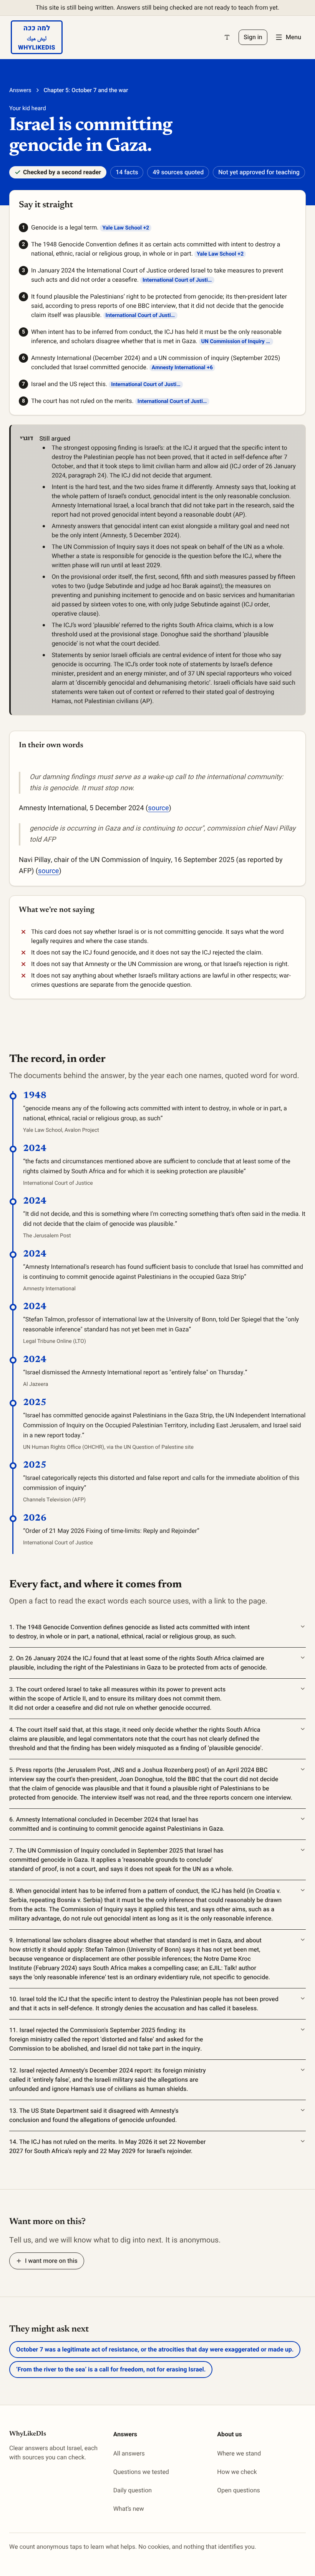 This site is still being written. Answers still being checked are not ready to teach from yet.
למה ככה
ليش هيك
WHYLIKEDIS
Sign in
Menu
Answers › Chapter 5: October 7 and the war
Your kid heard
Israel is committing
genocide in Gaza.
Checked by a second reader
14 facts
49 sources quoted
Not yet approved for teaching
Say it straight
1 Genocide is a legal term. Yale Law School +2
2 The 1948 Genocide Convention defines it as certain acts committed with intent to destroy a
national, ethnic, racial or religious group, in whole or in part. Yale Law School +2
3 In January 2024 the International Court of Justice ordered Israel to take measures to prevent
such acts and did not order a ceasefire. International Court of Justi…
4 It found plausible the Palestinians' right to be protected from genocide; its then-president later
said, according to press reports of one BBC interview, that it did not decide that the genocide
claim itself was plausible. International Court of Justi…
5 When intent has to be inferred from conduct, the ICJ has held it must be the only reasonable
inference, and scholars disagree whether that is met in Gaza. UN Commission of Inquiry …
6 Amnesty International (December 2024) and a UN commission of inquiry (September 2025)
concluded that Israel committed genocide. Amnesty International +6
7 Israel and the US reject this. International Court of Justi…
8 The court has not ruled on the merits. International Court of Justi…
Still argued
The strongest opposing finding is Israel's: at the ICJ it argued that the specific intent to
destroy the Palestinian people has not been proved, that it acted in self-defence after 7
October, and that it took steps to limit civilian harm and allow aid (ICJ order of 26 January
2024, paragraph 24). The ICJ did not decide that argument.
Intent is the hard test, and the two sides frame it differently. Amnesty says that, looking at
the whole pattern of Israel's conduct, genocidal intent is the only reasonable conclusion.
Amnesty International Israel, a local branch that did not take part in the research, said the
report had not proved genocidal intent beyond a reasonable doubt (AP).
Amnesty answers that genocidal intent can exist alongside a military goal and need not
be the only intent (Amnesty, 5 December 2024).
The UN Commission of Inquiry says it does not speak on behalf of the UN as a whole.
Whether a state is responsible for genocide is the question before the ICJ, where the
written phase will run until at least 2029.
On the provisional order itself, the first, second, fifth and sixth measures passed by fifteen
votes to two (judge Sebutinde and judge ad hoc Barak against); the measures on
preventing and punishing incitement to genocide and on basic services and humanitarian
aid passed by sixteen votes to one, with only judge Sebutinde against (ICJ order,
operative clause).
The ICJ's word 'plausible' referred to the rights South Africa claims, which is a low
threshold used at the provisional stage. Donoghue said the shorthand 'plausible
genocide' is not what the court decided.
Statements by senior Israeli officials are central evidence of intent for those who say
genocide is occurring. The ICJ's order took note of statements by Israel's defence
minister, president and an energy minister, and of 37 UN special rapporteurs who voiced
alarm at 'discernibly genocidal and dehumanising rhetoric'. Israeli officials have said such
statements were taken out of context or referred to their stated goal of destroying
Hamas, not Palestinian civilians (AP).
In their own words
Our damning findings must serve as a wake-up call to the international community:
this is genocide. It must stop now.
Amnesty International, 5 December 2024 (source)
genocide is occurring in Gaza and is continuing to occur", commission chief Navi Pillay
told AFP
Navi Pillay, chair of the UN Commission of Inquiry, 16 September 2025 (as reported by
AFP) (source)
What we're not saying
This card does not say whether Israel is or is not committing genocide. It says what the word
legally requires and where the case stands.
It does not say the ICJ found genocide, and it does not say the ICJ rejected the claim.
It does not say that Amnesty or the UN Commission are wrong, or that Israel's rejection is right.
It does not say anything about whether Israel's military actions are lawful in other respects; war-
crimes questions are separate from the genocide question.
The record, in order
The documents behind the answer, by the year each one names, quoted word for word.
1948
"genocide means any of the following acts committed with intent to destroy, in whole or in part, a
national, ethnical, racial or religious group, as such"
Yale Law School, Avalon Project
2024
"the facts and circumstances mentioned above are sufficient to conclude that at least some of the
rights claimed by South Africa and for which it is seeking protection are plausible"
International Court of Justice
2024
"It did not decide, and this is something where I'm correcting something that's often said in the media. It
did not decide that the claim of genocide was plausible."
The Jerusalem Post
2024
"Amnesty International's research has found sufficient basis to conclude that Israel has committed and
is continuing to commit genocide against Palestinians in the occupied Gaza Strip"
Amnesty International
2024
"Stefan Talmon, professor of international law at the University of Bonn, told Der Spiegel that the "only
reasonable inference" standard has not yet been met in Gaza"
Legal Tribune Online (LTO)
2024
"Israel dismissed the Amnesty International report as "entirely false" on Thursday."
Al Jazeera
2025
"Israel has committed genocide against Palestinians in the Gaza Strip, the UN Independent International
Commission of Inquiry on the Occupied Palestinian Territory, including East Jerusalem, and Israel said
in a new report today."
UN Human Rights Office (OHCHR), via the UN Question of Palestine site
2025
"Israel categorically rejects this distorted and false report and calls for the immediate abolition of this
commission of inquiry"
Channels Television (AFP)
2026
"Order of 21 May 2026 Fixing of time-limits: Reply and Rejoinder"
International Court of Justice
Every fact, and where it comes from
Open a fact to read the exact words each source uses, with a link to the page.
1. The 1948 Genocide Convention defines genocide as listed acts committed with intent
to destroy, in whole or in part, a national, ethnical, racial or religious group, as such.
2. On 26 January 2024 the ICJ found that at least some of the rights South Africa claimed are
plausible, including the right of the Palestinians in Gaza to be protected from acts of genocide.
3. The court ordered Israel to take all measures within its power to prevent acts
within the scope of Article II, and to ensure its military does not commit them.
It did not order a ceasefire and did not rule on whether genocide occurred.
4. The court itself said that, at this stage, it need only decide whether the rights South Africa
claims are plausible, and legal commentators note that the court has not clearly defined the
threshold and that the finding has been widely misquoted as a finding of 'plausible genocide'.
5. Press reports (the Jerusalem Post, JNS and a Joshua Rozenberg post) of an April 2024 BBC
interview say the court's then-president, Joan Donoghue, told the BBC that the court did not decide
that the claim of genocide was plausible and that it found a plausible right of Palestinians to be
protected from genocide. The interview itself was not read, and the three reports concern one interview.
6. Amnesty International concluded in December 2024 that Israel has
committed and is continuing to commit genocide against Palestinians in Gaza.
7. The UN Commission of Inquiry concluded in September 2025 that Israel has
committed genocide in Gaza. It applies a 'reasonable grounds to conclude'
standard of proof, is not a court, and says it does not speak for the UN as a whole.
8. When genocidal intent has to be inferred from a pattern of conduct, the ICJ has held (in Croatia v.
Serbia, repeating Bosnia v. Serbia) that it must be the only inference that could reasonably be drawn
from the acts. The Commission of Inquiry says it applied this test, and says other aims, such as a
military advantage, do not rule out genocidal intent as long as it is the only reasonable inference.
9. International law scholars disagree about whether that standard is met in Gaza, and about
how strictly it should apply: Stefan Talmon (University of Bonn) says it has not yet been met,
because vengeance or displacement are other possible inferences; the Notre Dame Kroc
Institute (February 2024) says South Africa makes a compelling case; an EJIL: Talk! author
says the 'only reasonable inference' test is an ordinary evidentiary rule, not specific to genocide.
10. Israel told the ICJ that the specific intent to destroy the Palestinian people has not been proved
and that it acts in self-defence. It strongly denies the accusation and has called it baseless.
11. Israel rejected the Commission's September 2025 finding: its
foreign ministry called the report 'distorted and false' and asked for the
Commission to be abolished, and Israel did not take part in the inquiry.
12. Israel rejected Amnesty's December 2024 report: its foreign ministry
called it 'entirely false', and the Israeli military said the allegations are
unfounded and ignore Hamas's use of civilians as human shields.
13. The US State Department said it disagreed with Amnesty's
conclusion and found the allegations of genocide unfounded.
14. The ICJ has not ruled on the merits. In May 2026 it set 22 November
2027 for South Africa's reply and 22 May 2029 for Israel's rejoinder.
Want more on this?
Tell us, and we will know what to dig into next. It is anonymous.
+ I want more on this
They might ask next
October 7 was a legitimate act of resistance, or the atrocities that day were exaggerated or made up.
'From the river to the sea' is a call for freedom, not for erasing Israel.
WhyLikeDis
Clear answers about Israel, each
with sources you can check.
Answers
All answers
Questions we tested
Daily question
What's new
About us
Where we stand
How we check
Open questions
We count anonymous taps to learn what helps. No cookies, and nothing that identifies you.